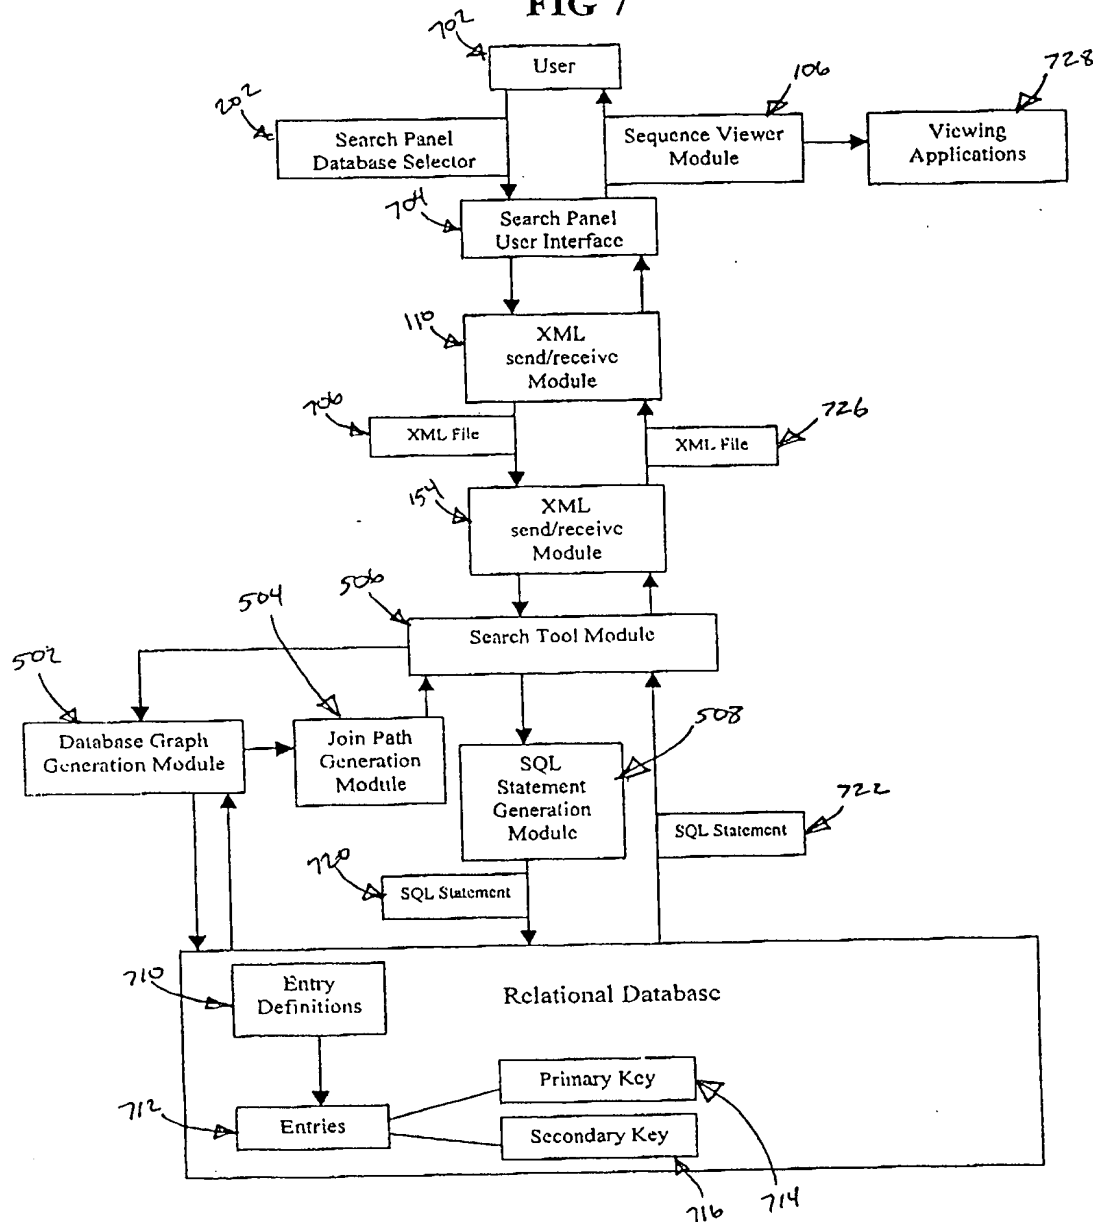 FIG 7
702
User
202
Search Panel
Database Selector
106
Sequence Viewer
Module
728
Viewing
Applications
704
Search Panel
User Interface
110
XML
send/receive
Module
706
XML File
726
XML File
154
XML
send/receive
Module
506
Search Tool Module
504
502
Database Graph
Generation Module
Join Path
Generation
Module
508
SQL
Statement
Generation
Module
722
SQL Statement
720
SQL Statement
710
Entry
Definitions
Relational Database
Primary Key
712
Entries
Secondary Key
716
714